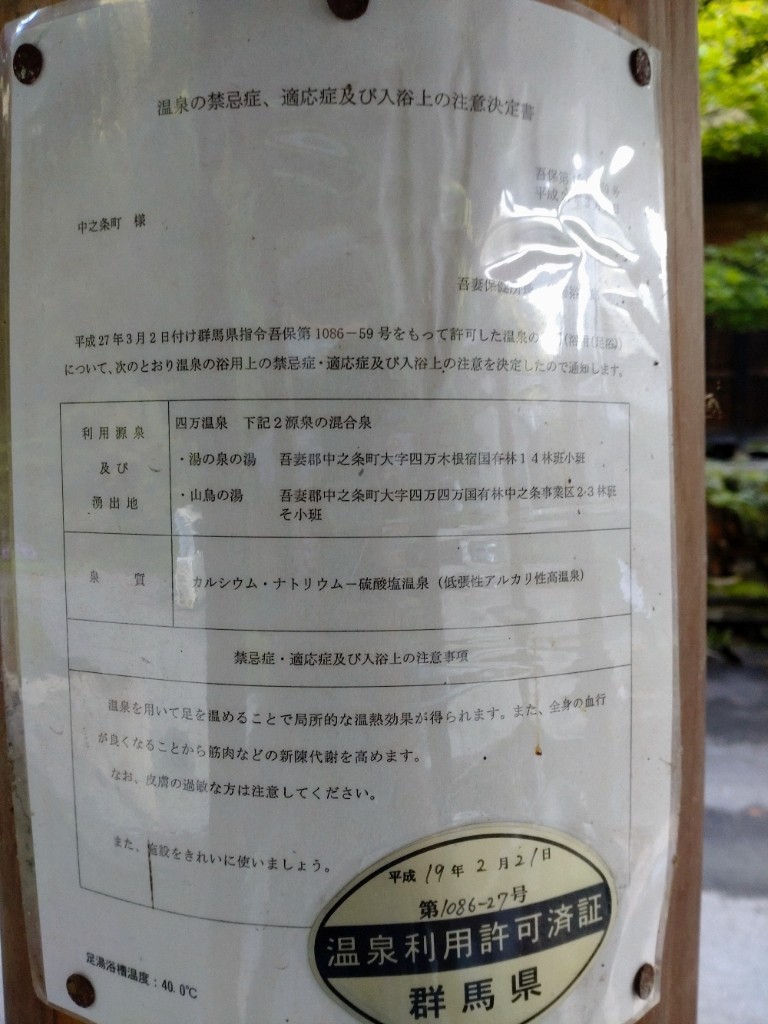 温泉の禁忌症、適応症及び入浴上の注意決定書
吾保第
平成
中之条町 様
吾妻保健所
平成27年3月2日付け群馬県指令吾保第1086－59号をもって許可した温泉の
について、次のとおり温泉の浴用上の禁忌症・適応症及び入浴上の注意を決定したので通知します。
利用源泉
及び
湧出地
四万温泉 下記2源泉の混合泉
・湯の泉の湯 吾妻郡中之条町大字四万木根宿国有林14林班小班
・山鳥の湯 吾妻郡中之条町大字四万四万国有林中之条事業区23林班
そ小班
泉 質
カルシウム・ナトリウム－硫酸塩温泉（低張性アルカリ性高温泉）
禁忌症・適応症及び入浴上の注意事項
温泉を用いて足を温めることで局所的な温熱効果が得られます。また、全身の血行
が良くなることから筋肉などの新陳代謝を高めます。
なお、皮膚の過敏な方は注意してください。
また、施設をきれいに使いましょう。
足湯浴槽温度：40.0℃
平成19年2月21日
第1086-27号
温泉利用許可済証
群馬県